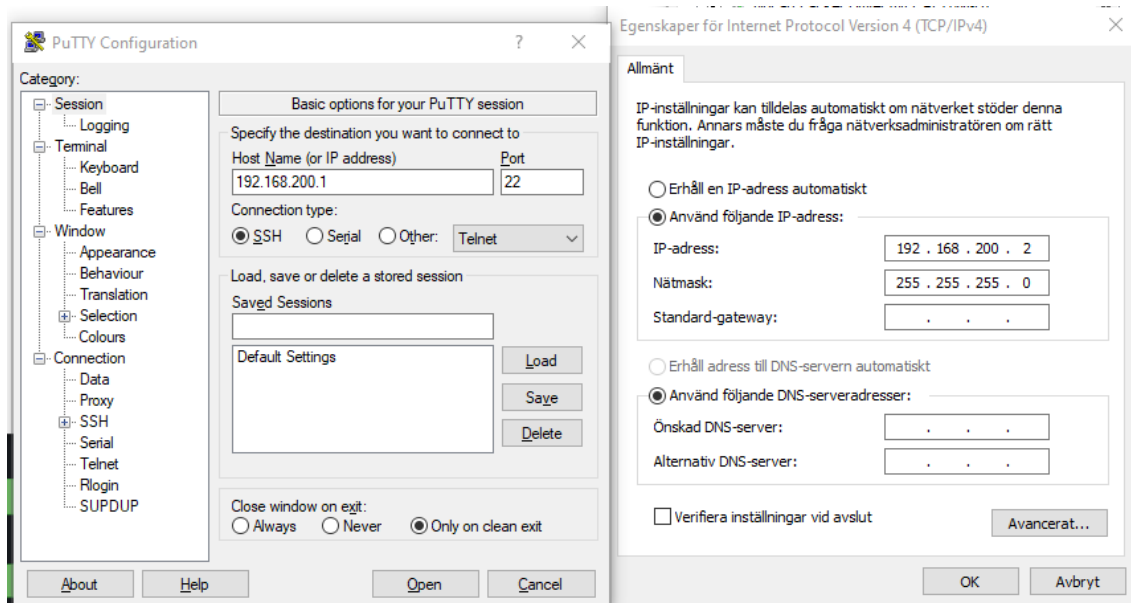 PuTTY Configuration
?
Category:
Session
Logging
Terminal
Keyboard
Bell
Features
Window
Appearance
Behaviour
Translation
Selection
Colours
Connection
Data
Proxy
SSH
Serial
Telnet
Rlogin
SUPDUP
Basic options for your PuTTY session
Specify the destination you want to connect to
Host Name (or IP address) Port
192.168.200.1 22
Connection type:
SSH Serial Other: Telnet
Load, save or delete a stored session
Saved Sessions
Default Settings
Load
Save
Delete
Close window on exit:
Always Never Only on clean exit
About Help Open Cancel
Egenskaper för Internet Protocol Version 4 (TCP/IPv4)
Allmänt
IP-inställningar kan tilldelas automatiskt om nätverket stöder denna
funktion. Annars måste du fråga nätverksadministratören om rätt
IP-inställningar.
Erhåll en IP-adress automatiskt
Använd följande IP-adress:
IP-adress: 192 . 168 . 200 . 2
Nätmask: 255 . 255 . 255 . 0
Standard-gateway: . . .
Erhåll adress till DNS-servern automatiskt
Använd följande DNS-serveradresser:
Önskad DNS-server: . . .
Alternativ DNS-server: . . .
Verifiera inställningar vid avslut
Avancerat...
OK Avbryt